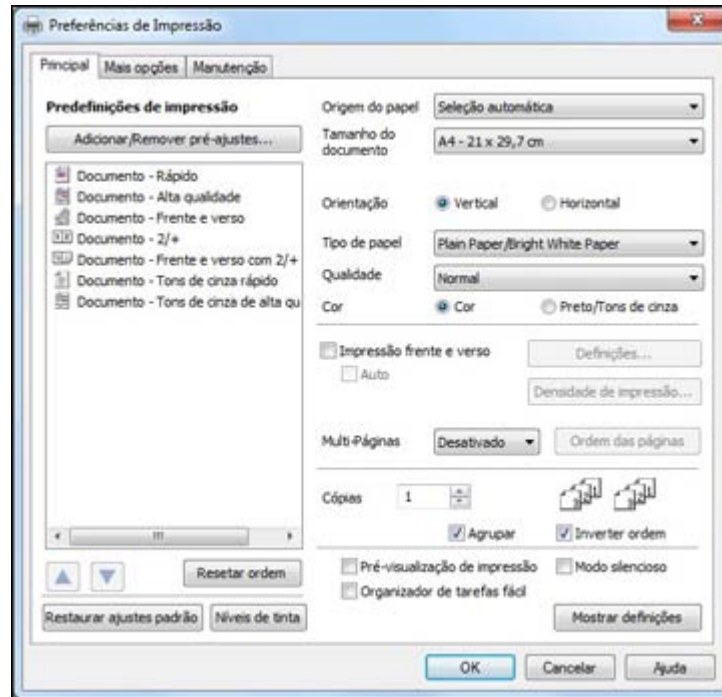 Preferências de Impressão
Principal Mais opções Manutenção
Predefinições de impressão
Adicionar/Remover pré-ajustes...
Documento - Rápido
Documento - Alta qualidade
Documento - Frente e verso
Documento - 2/+
Documento - Frente e verso com 2/+
Documento - Tons de cinza rápido
Documento - Tons de cinza de alta qu
Resetar ordem
Restaurar ajustes padrão Níveis de tinta
Origem do papel Seleção automática
Tamanho do
documento A4 - 21 x 29,7 cm
Orientação Vertical Horizontal
Tipo de papel Plain Paper/Bright White Paper
Qualidade Normal
Cor Cor Preto/Tons de cinza
Impressão frente e verso Definições...
Auto
Densidade de impressão...
Multi-Páginas Desativado Ordem das páginas
Cópias 1
Agrupar Inverter ordem
Pré-visualização de impressão Modo silencioso
Organizador de tarefas fácil
Mostrar definições
OK Cancelar Ajuda